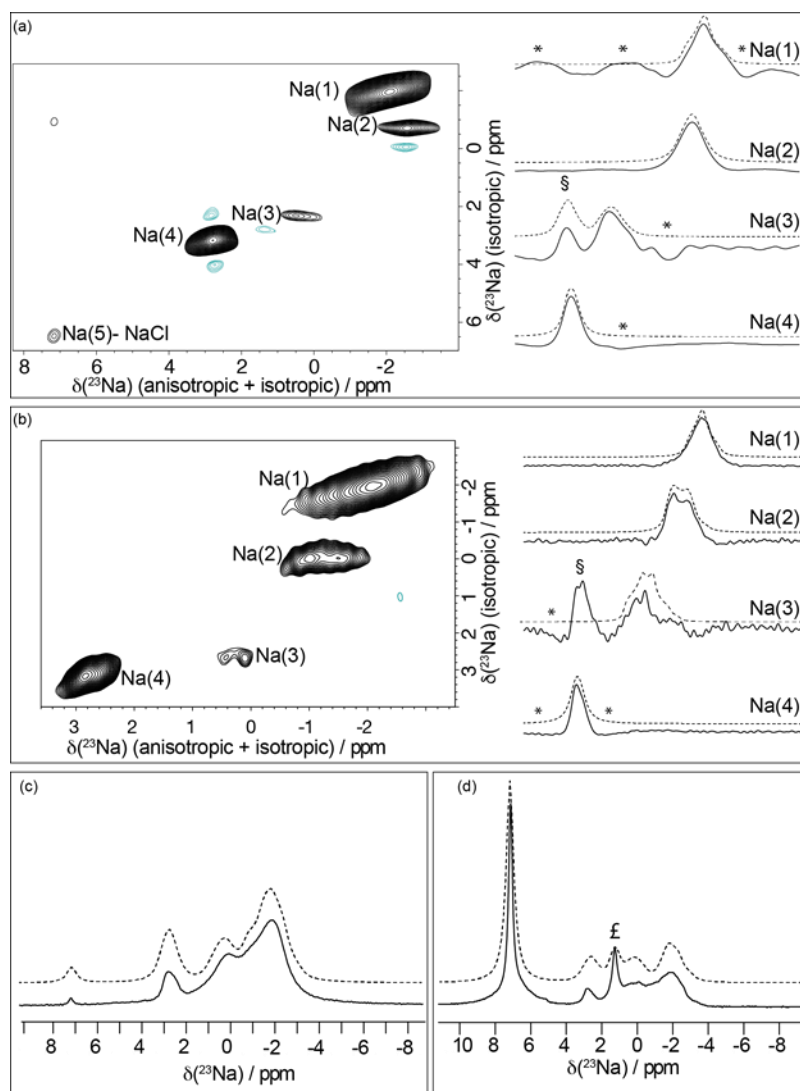 (a)
Na(1)
Na(2)
Na(3)
Na(4)
Na(5)- NaCl
0
2
4
6
δ(²³Na) (isotropic) / ppm
8 6 4 2 0 -2
δ(²³Na) (anisotropic + isotropic) / ppm
* * * Na(1)
Na(2)
§
* Na(3)
* Na(4)
(b)
Na(1)
Na(2)
Na(3)
Na(4)
-2
-1
0
1
2
3
δ(²³Na) (isotropic) / ppm
3 2 1 0 -1 -2
δ(²³Na) (anisotropic + isotropic) / ppm
Na(1)
Na(2)
§
* Na(3)
* * Na(4)
(c)
8 6 4 2 0 -2 -4 -6 -8
δ(²³Na) / ppm
(d)
£
10 8 6 4 2 0 -2 -4 -6 -8
δ(²³Na) / ppm